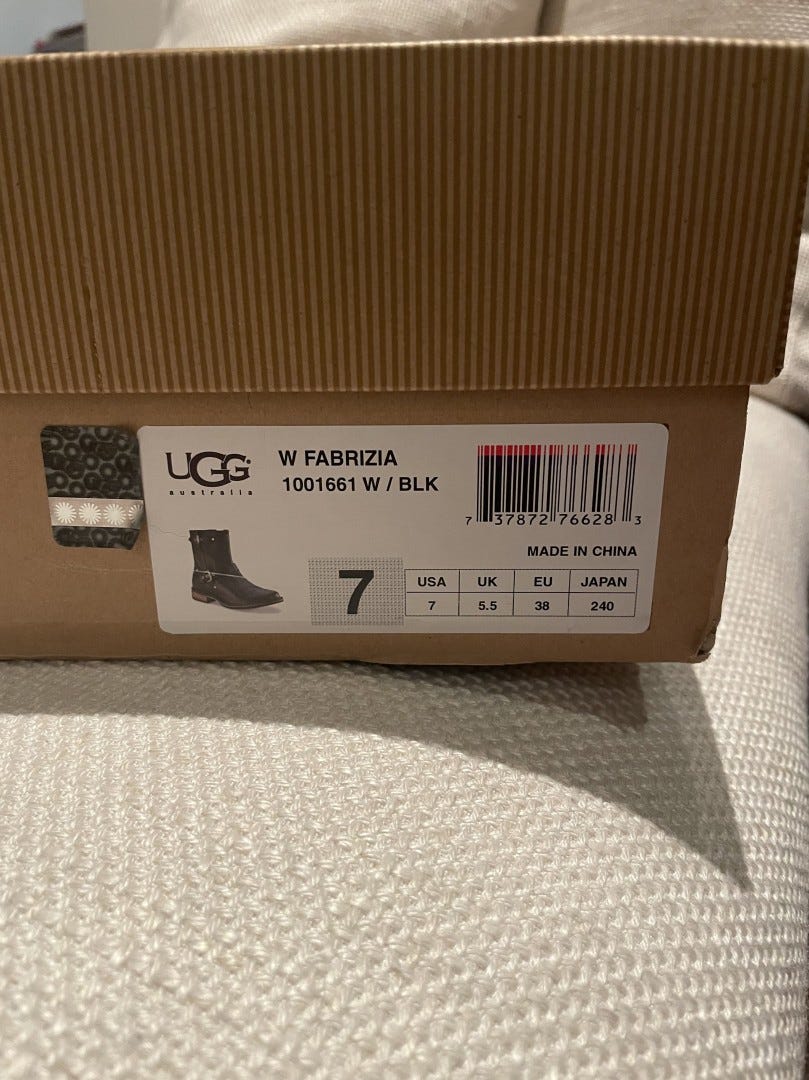 UGG
australia
W FABRIZIA
1001661 W / BLK
7 37872 76628 3
MADE IN CHINA
7
USA UK EU JAPAN
7 5.5 38 240